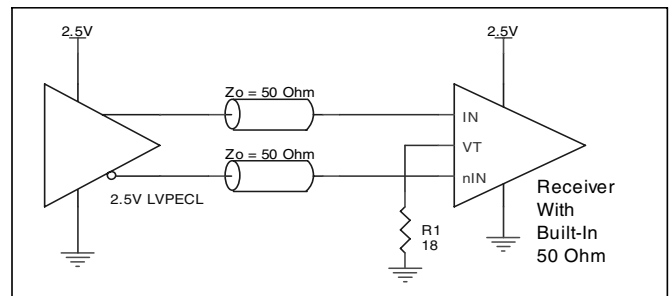 2.5V
2.5V
Zo = 50 Ohm
IN
VT
Zo = 50 Ohm
nIN
2.5V LVPECL
R1
18
Receiver
With
Built-In
50 Ohm